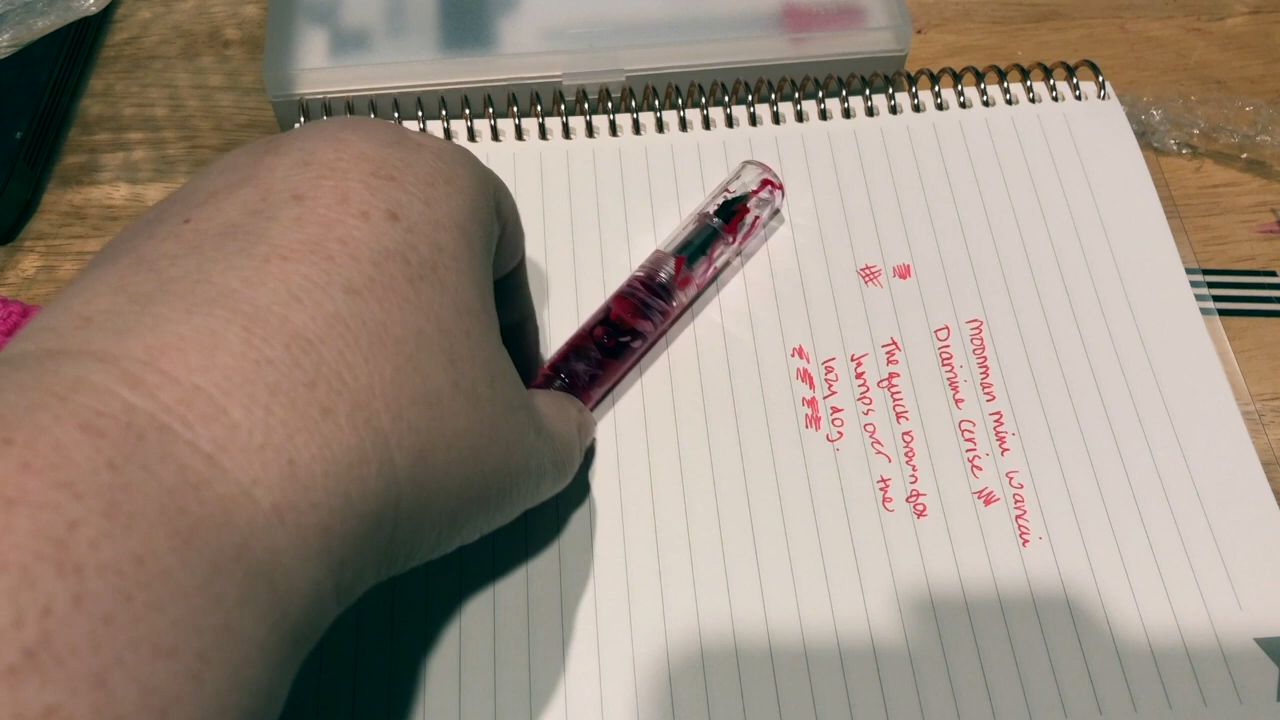 Moonman mini wancai
Diamine Cerise
The quick brown fox
jumps over the
lazy dog.